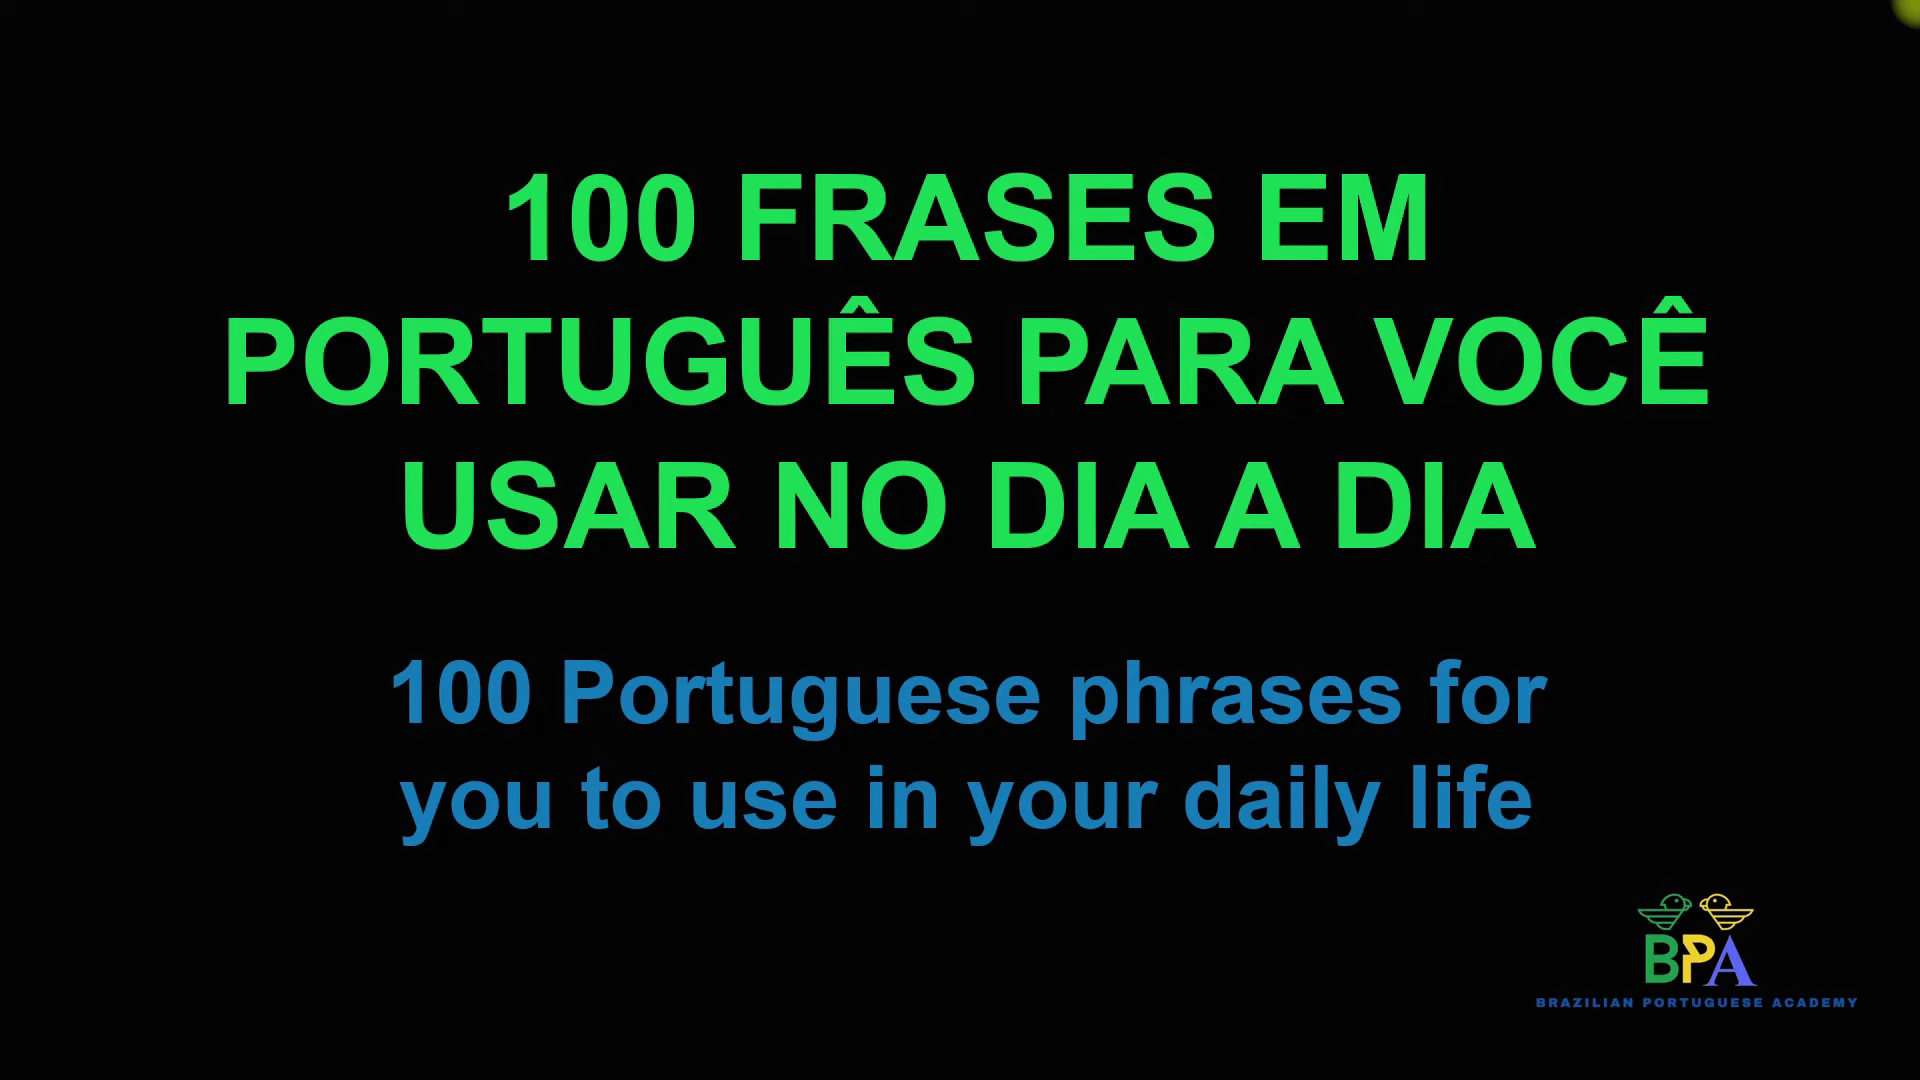 100 FRASES EM
PORTUGUÊS PARA VOCÊ
USAR NO DIA A DIA
100 Portuguese phrases for
you to use in your daily life
BPA
BRAZILIAN PORTUGUESE ACADEMY